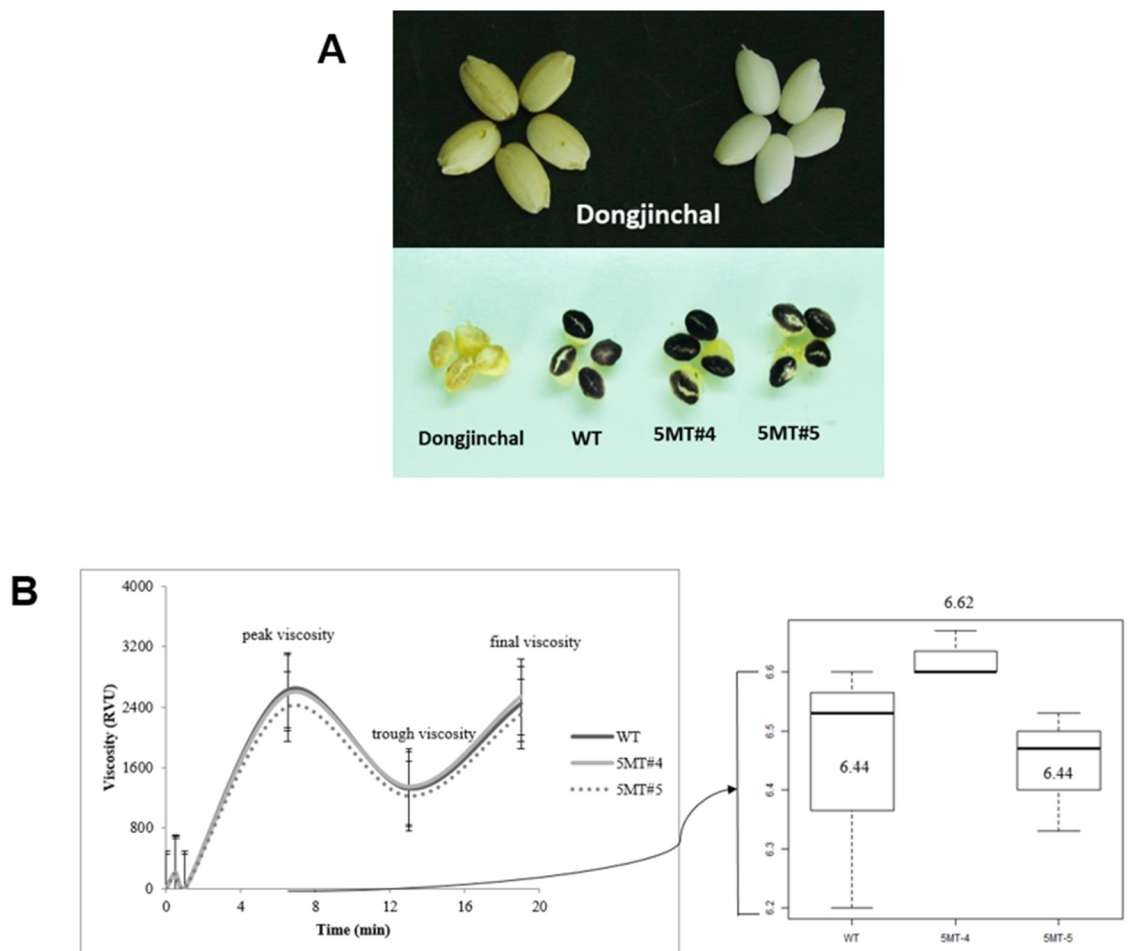 A
Dongjinchal
Dongjinchal WT 5MT#4 5MT#5
B
Viscosity (RVU)
4000
3200
2400
1600
800
0
0 4 8 12 16 20
Time (min)
peak viscosity
trough viscosity
final viscosity
WT
5MT#4
5MT#5
6.62
6.6
6.5
6.4
6.3
6.2
6.44
6.44
WT 5MT-4 5MT-5